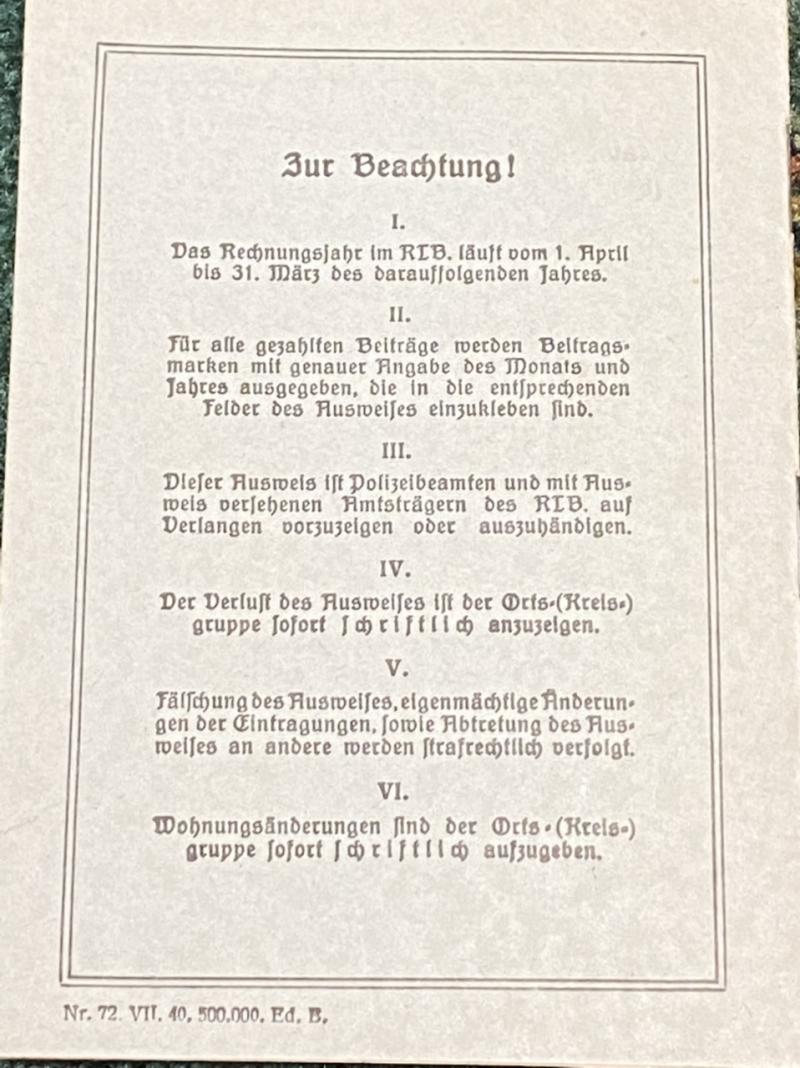 Zur Beachtung!
I.
Das Rechnungsjahr im RLB. läuft vom 1. April
bis 31. März des darauffolgenden Jahres.
II.
Für alle gezahlten Beiträge werden Beitrags-
marken mit genauer Angabe des Monats und
Jahres ausgegeben, die in die entsprechenden
Felder des Ausweises einzukleben sind.
III.
Dieser Ausweis ist Polizeibeamten und mit Aus-
weis versehenen Amtsträgern des RLB. auf
Verlangen vorzuzeigen oder auszuhändigen.
IV.
Der Verlust des Ausweises ist der Orts-(Kreis-)
gruppe sofort schriftlich anzuzeigen.
V.
Fälschung des Ausweises, eigenmächtige Änderun-
gen der Eintragungen, sowie Abtretung des Aus-
weises an andere werden strafrechtlich verfolgt.
VI.
Wohnungsänderungen sind der Orts-(Kreis-)
gruppe sofort schriftlich aufzugeben.
Nr. 72. VII. 40. 500.000. Ed. B.